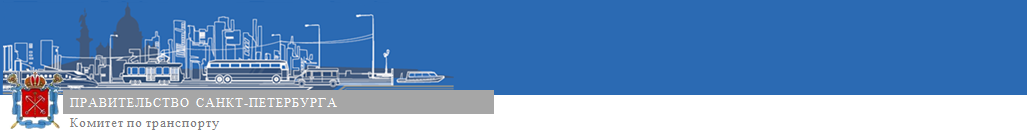 ПРАВИТЕЛЬСТВО САНКТ-ПЕТЕРБУРГА
Комитет по транспорту